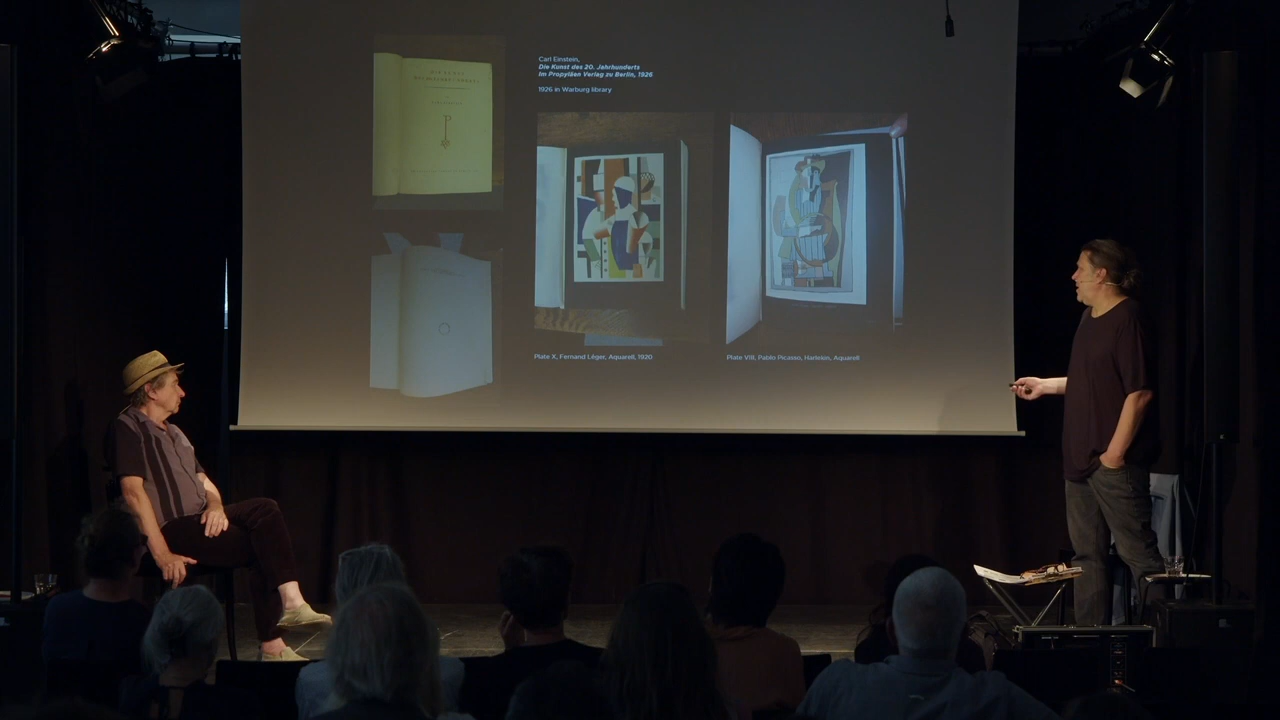 Carl Einstein,
Die Kunst des 20. Jahrhunderts
Im Propyläen Verlag zu Berlin, 1926
1926 in Warburg library
Plate X, Fernand Léger, Aquarell, 1920
Plate VIII, Pablo Picasso, Harlekin, Aquarell